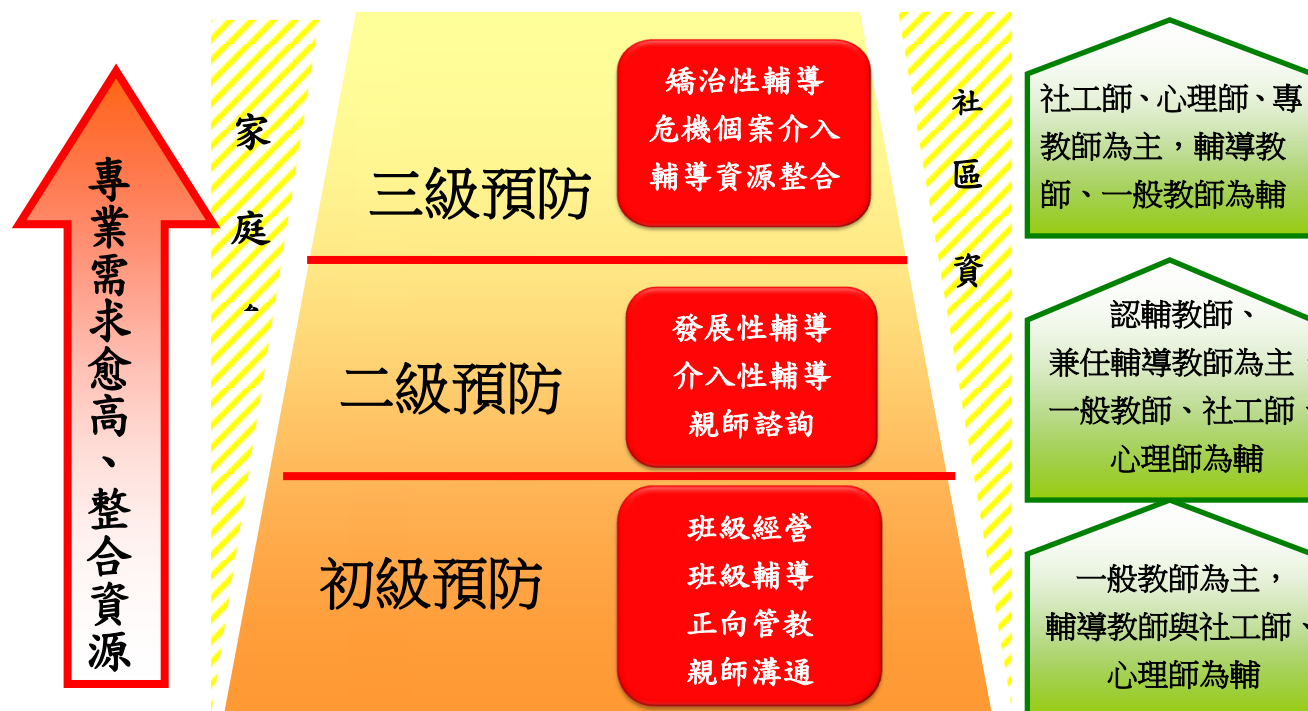 專業需求愈高、整合資源
家庭
社區資
三級預防
矯治性輔導
危機個案介入
輔導資源整合
社工師、心理師、專
教師為主，輔導教
師、一般教師為輔
二級預防
發展性輔導
介入性輔導
親師諮詢
認輔教師、
兼任輔導教師為主
一般教師、社工師、
心理師為輔
初級預防
班級經營
班級輔導
正向管教
親師溝通
一般教師為主，
輔導教師與社工師、
心理師為輔